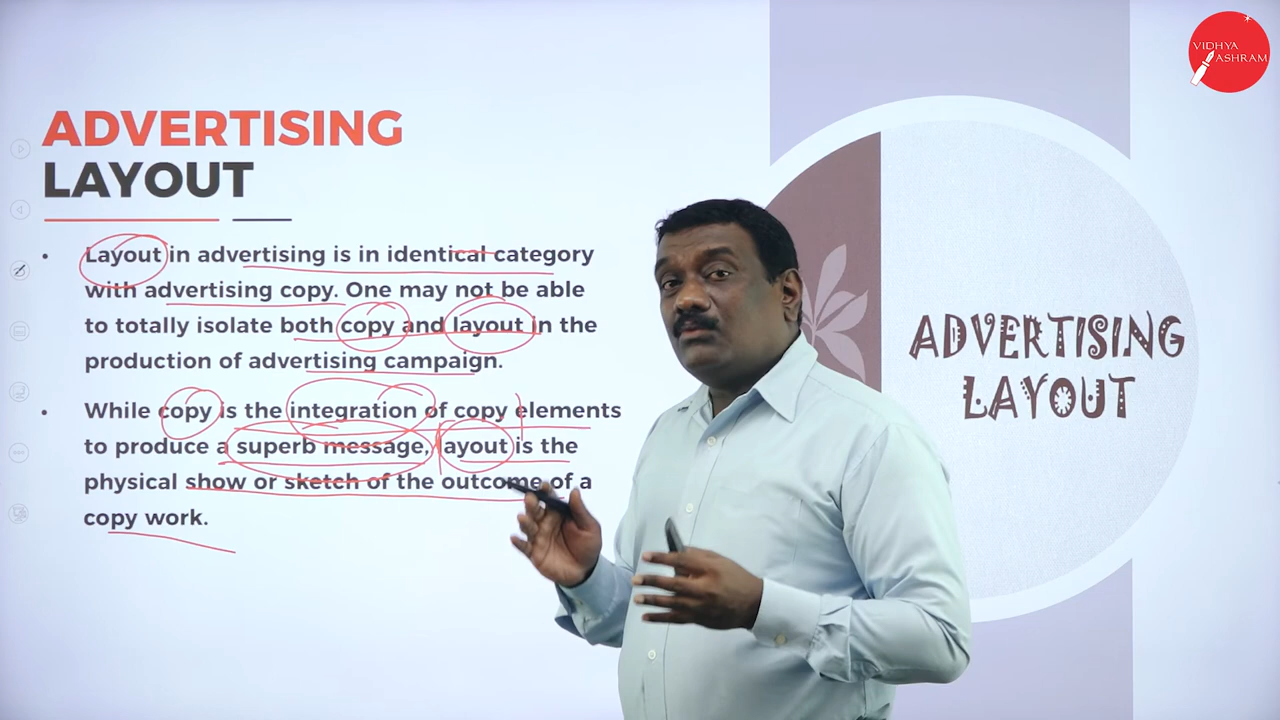 ADVERTISING
LAYOUT
• Layout in advertising is in identical category
with advertising copy. One may not be able
to totally isolate both copy and layout in the
production of advertising campaign.
• While copy is the integration of copy elements
to produce a superb message, layout is the
physical show or sketch of the outcome of a
copy work.
ADVERTISING
LAYOUT
VIDHYA
ASHRAM